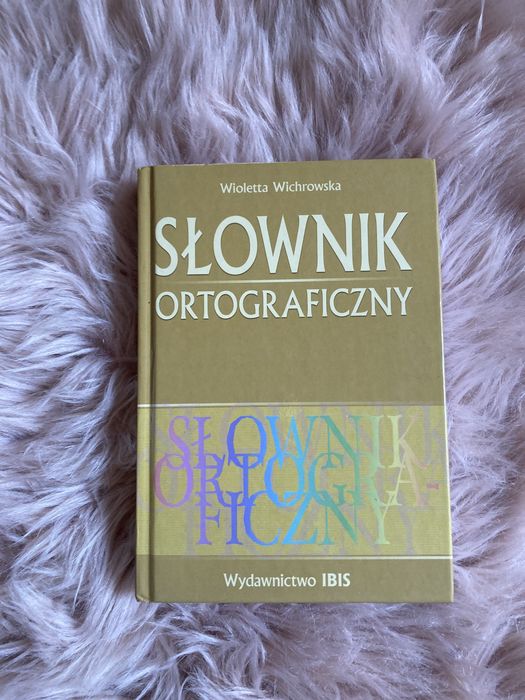 Wioletta Wichrowska
SŁOWNIK
ORTOGRAFICZNY
SŁOWNIK
ORTOGRA-
FICZNY
Wydawnictwo IBIS